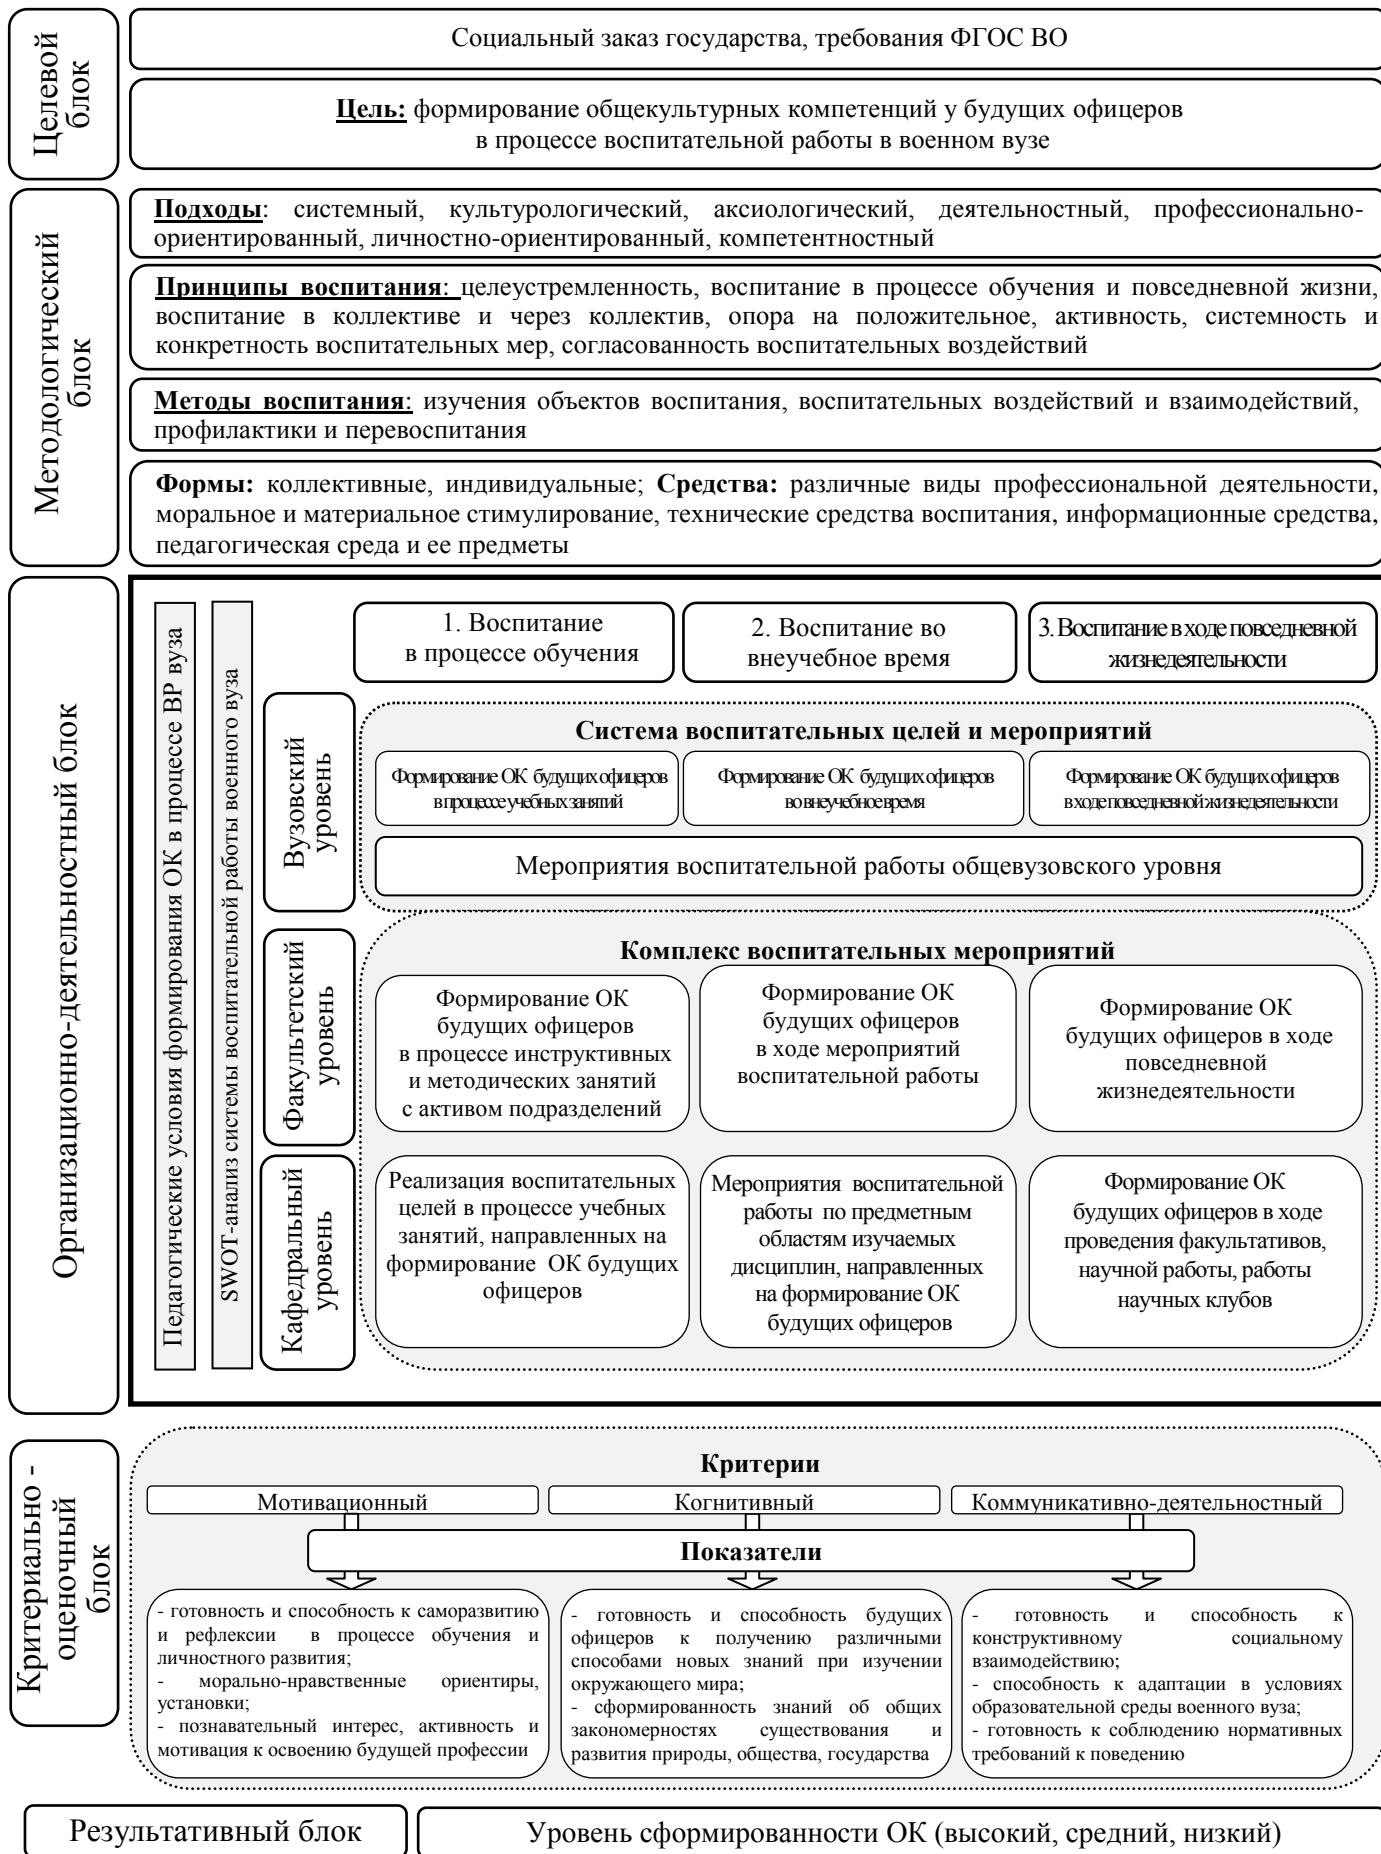 Целевой
блок
Социальный заказ государства, требования ФГОС ВО
Цель: формирование общекультурных компетенций у будущих офицеров
в процессе воспитательной работы в военном вузе
Методологический
блок
Подходы: системный, культурологический, аксиологический, деятельностный, профессионально-
ориентированный, личностно-ориентированный, компетентностный
Принципы воспитания: целеустремленность, воспитание в процессе обучения и повседневной жизни,
воспитание в коллективе и через коллектив, опора на положительное, активность, системность и
конкретность воспитательных мер, согласованность воспитательных воздействий
Методы воспитания: изучения объектов воспитания, воспитательных воздействий и взаимодействий,
профилактики и перевоспитания
Формы: коллективные, индивидуальные; Средства: различные виды профессиональной деятельности,
моральное и материальное стимулирование, технические средства воспитания, информационные средства,
педагогическая среда и ее предметы
Организационно-деятельностный блок
Педагогические условия формирования ОК в процессе ВР вуза
SWOT-анализ системы воспитательной работы военного вуза
1. Воспитание
в процессе обучения
2. Воспитание во
внеучебное время
3. Воспитание в ходе повседневной
жизнедеятельности
Вузовский
уровень
Система воспитательных целей и мероприятий
Формирование ОК будущих офицеров
в процессе учебных занятий
Формирование ОК будущих офицеров
во внеучебное время
Формирование ОК будущих офицеров
в ходе повседневной жизнедеятельности
Мероприятия воспитательной работы общевузовского уровня
Факультетский
уровень
Комплекс воспитательных мероприятий
Формирование ОК
будущих офицеров
в процессе инструктивных
и методических занятий
с активом подразделений
Формирование ОК
будущих офицеров
в ходе мероприятий
воспитательной работы
Формирование ОК
будущих офицеров в ходе
повседневной
жизнедеятельности
Кафедральный
уровень
Реализация воспитательных
целей в процессе учебных
занятий, направленных на
формирование ОК будущих
офицеров
Мероприятия воспитательной
работы по предметным
областям изучаемых
дисциплин, направленных
на формирование ОК
будущих офицеров
Формирование ОК
будущих офицеров в ходе
проведения факультативов,
научной работы, работы
научных клубов
Критериально -
оценочный
блок
Критерии
Мотивационный
Когнитивный
Коммуникативно-деятельностный
Показатели
- готовность и способность к саморазвитию
и рефлексии в процессе обучения и
личностного развития;
- морально-нравственные ориентиры,
установки;
- познавательный интерес, активность и
мотивация к освоению будущей профессии
- готовность и способность будущих
офицеров к получению различными
способами новых знаний при изучении
окружающего мира;
- сформированность знаний об общих
закономерностях существования и
развития природы, общества, государства
- готовность и способность к
конструктивному социальному
взаимодействию;
- способность к адаптации в условиях
образовательной среды военного вуза;
- готовность к соблюдению нормативных
требований к поведению
Результативный блок
Уровень сформированности ОК (высокий, средний, низкий)